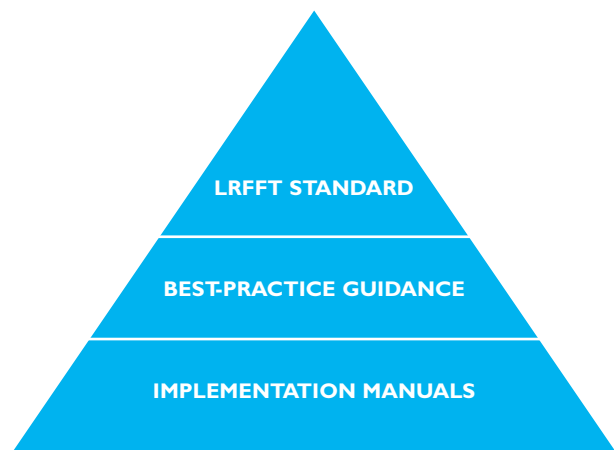 LRFFT STANDARD
BEST-PRACTICE GUIDANCE
IMPLEMENTATION MANUALS